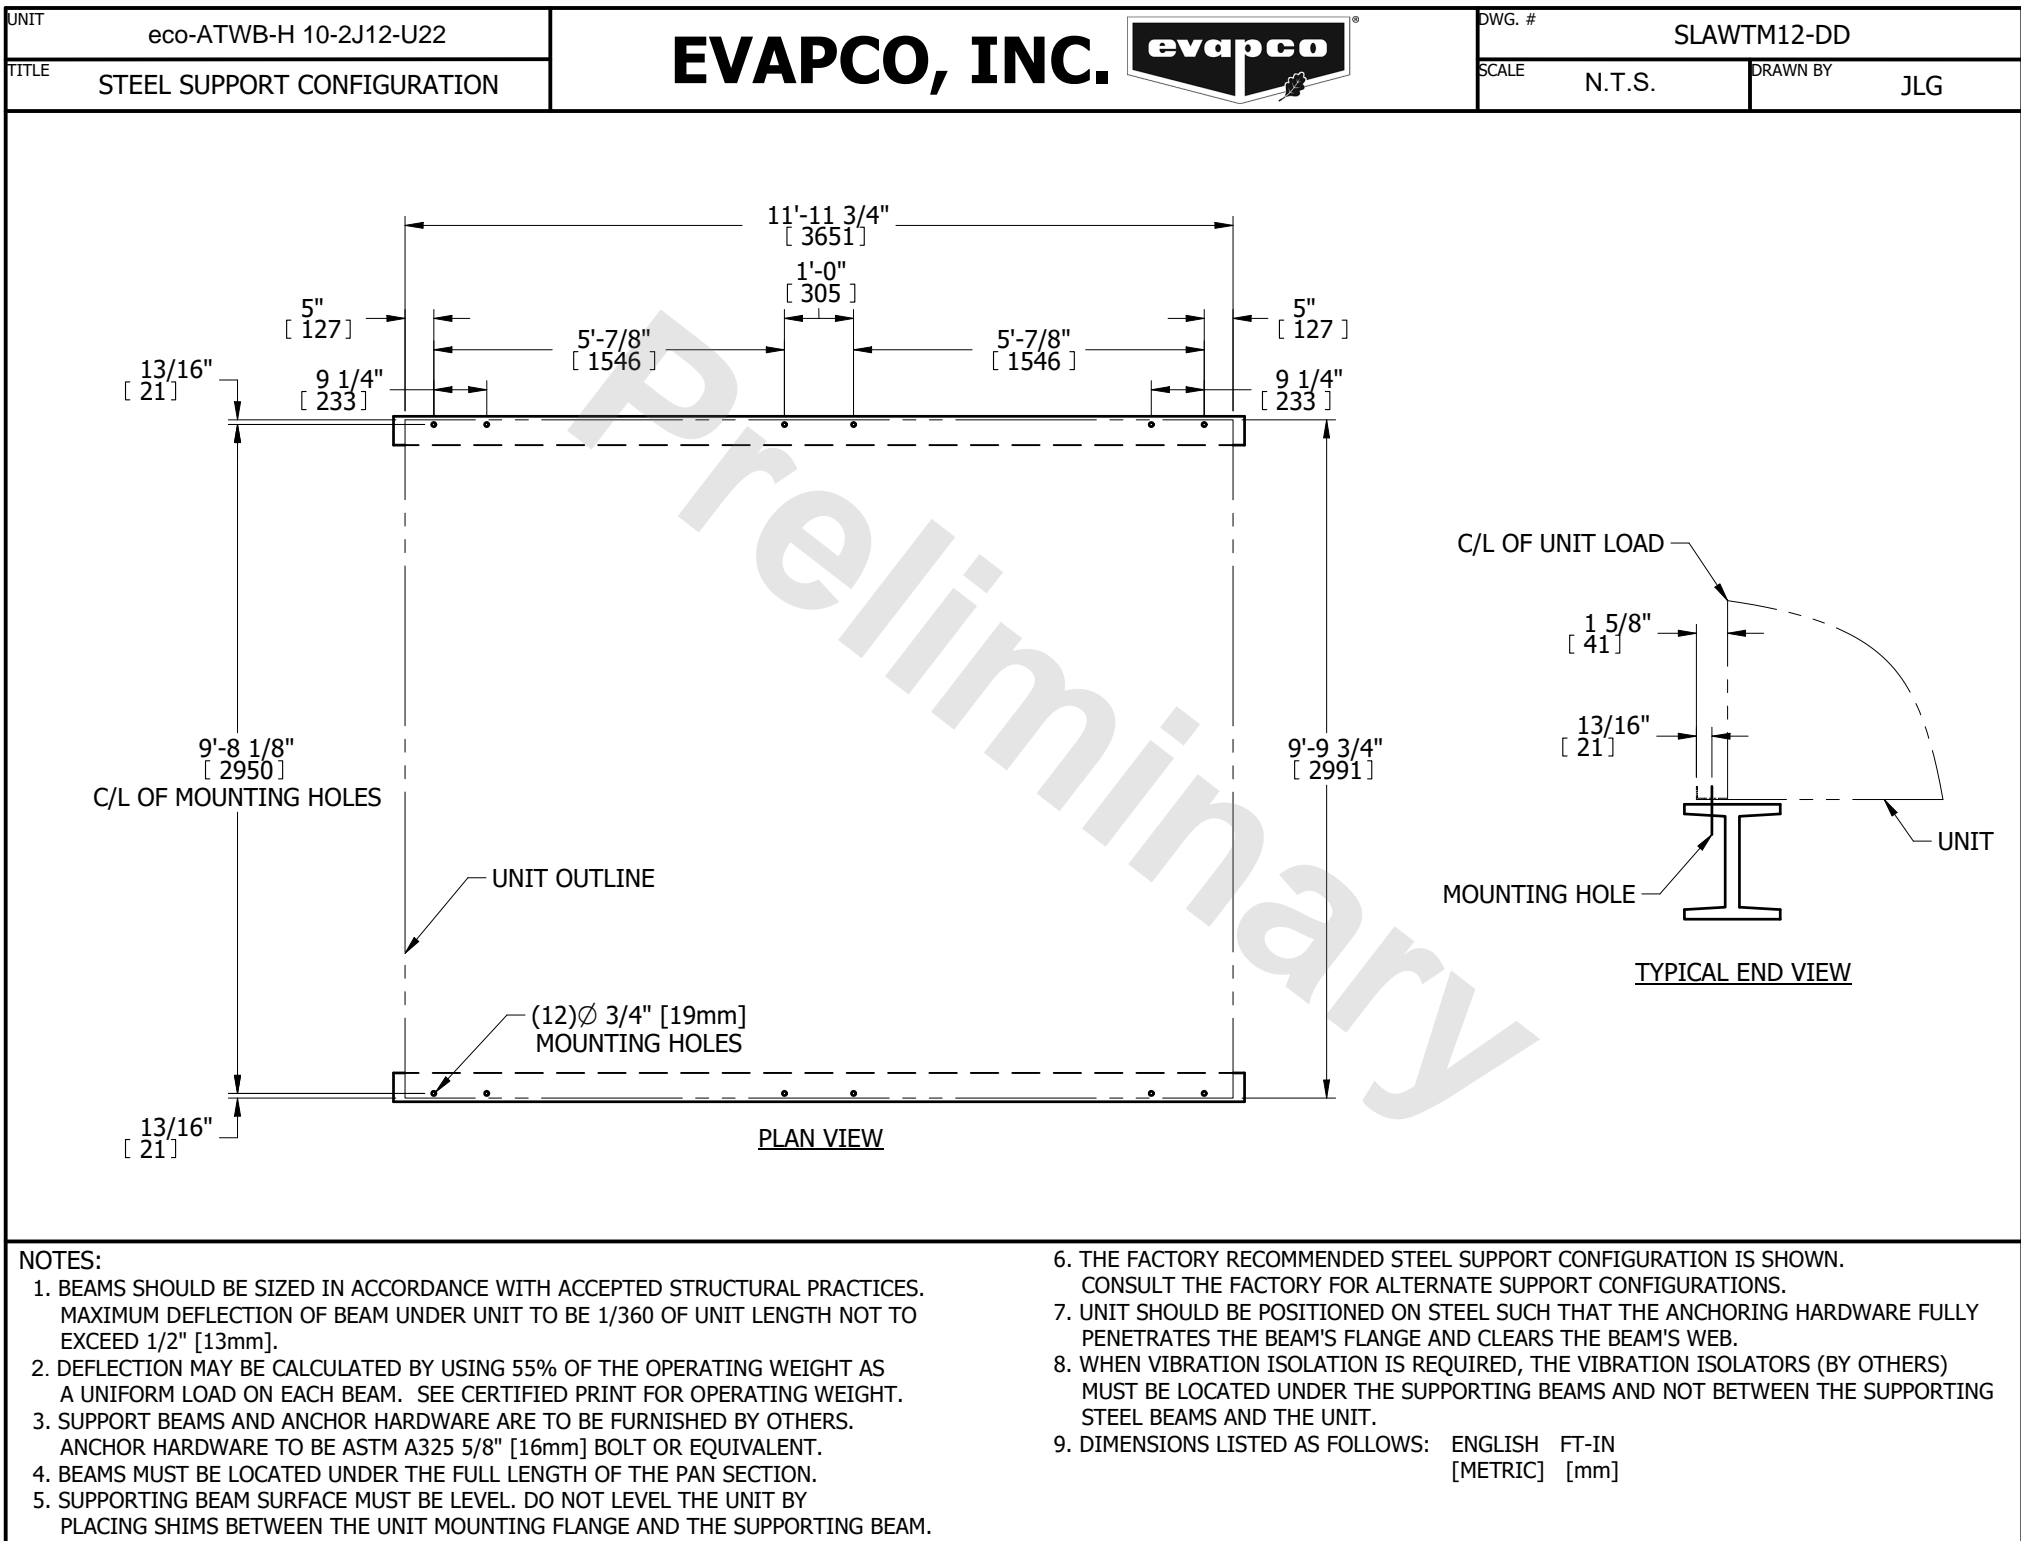 UNIT
eco-ATWB-H 10-2J12-U22
TITLE
STEEL SUPPORT CONFIGURATION
EVAPCO, INC.
evapco
®
DWG. #
SLAWTM12-DD
SCALE
N.T.S.
DRAWN BY
JLG
11'-11 3/4"
[ 3651 ]
1'-0"
[ 305 ]
5"
[ 127 ]
5"
[ 127 ]
5'-7/8"
[ 1546 ]
5'-7/8"
[ 1546 ]
13/16"
[ 21 ]
9 1/4"
[ 233 ]
9 1/4"
[ 233 ]
Preliminary
C/L OF UNIT LOAD
1 5/8"
[ 41 ]
13/16"
[ 21 ]
9'-8 1/8"
[ 2950 ]
C/L OF MOUNTING HOLES
9'-9 3/4"
[ 2991 ]
UNIT
MOUNTING HOLE
TYPICAL END VIEW
UNIT OUTLINE
(12)∅ 3/4" [19mm]
MOUNTING HOLES
13/16"
[ 21 ]
PLAN VIEW
NOTES:
1. BEAMS SHOULD BE SIZED IN ACCORDANCE WITH ACCEPTED STRUCTURAL PRACTICES.
MAXIMUM DEFLECTION OF BEAM UNDER UNIT TO BE 1/360 OF UNIT LENGTH NOT TO
EXCEED 1/2" [13mm].
2. DEFLECTION MAY BE CALCULATED BY USING 55% OF THE OPERATING WEIGHT AS
A UNIFORM LOAD ON EACH BEAM. SEE CERTIFIED PRINT FOR OPERATING WEIGHT.
3. SUPPORT BEAMS AND ANCHOR HARDWARE ARE TO BE FURNISHED BY OTHERS.
ANCHOR HARDWARE TO BE ASTM A325 5/8" [16mm] BOLT OR EQUIVALENT.
4. BEAMS MUST BE LOCATED UNDER THE FULL LENGTH OF THE PAN SECTION.
5. SUPPORTING BEAM SURFACE MUST BE LEVEL. DO NOT LEVEL THE UNIT BY
PLACING SHIMS BETWEEN THE UNIT MOUNTING FLANGE AND THE SUPPORTING BEAM.
6. THE FACTORY RECOMMENDED STEEL SUPPORT CONFIGURATION IS SHOWN.
CONSULT THE FACTORY FOR ALTERNATE SUPPORT CONFIGURATIONS.
7. UNIT SHOULD BE POSITIONED ON STEEL SUCH THAT THE ANCHORING HARDWARE FULLY
PENETRATES THE BEAM'S FLANGE AND CLEARS THE BEAM'S WEB.
8. WHEN VIBRATION ISOLATION IS REQUIRED, THE VIBRATION ISOLATORS (BY OTHERS)
MUST BE LOCATED UNDER THE SUPPORTING BEAMS AND NOT BETWEEN THE SUPPORTING
STEEL BEAMS AND THE UNIT.
9. DIMENSIONS LISTED AS FOLLOWS: ENGLISH FT-IN
[METRIC] [mm]